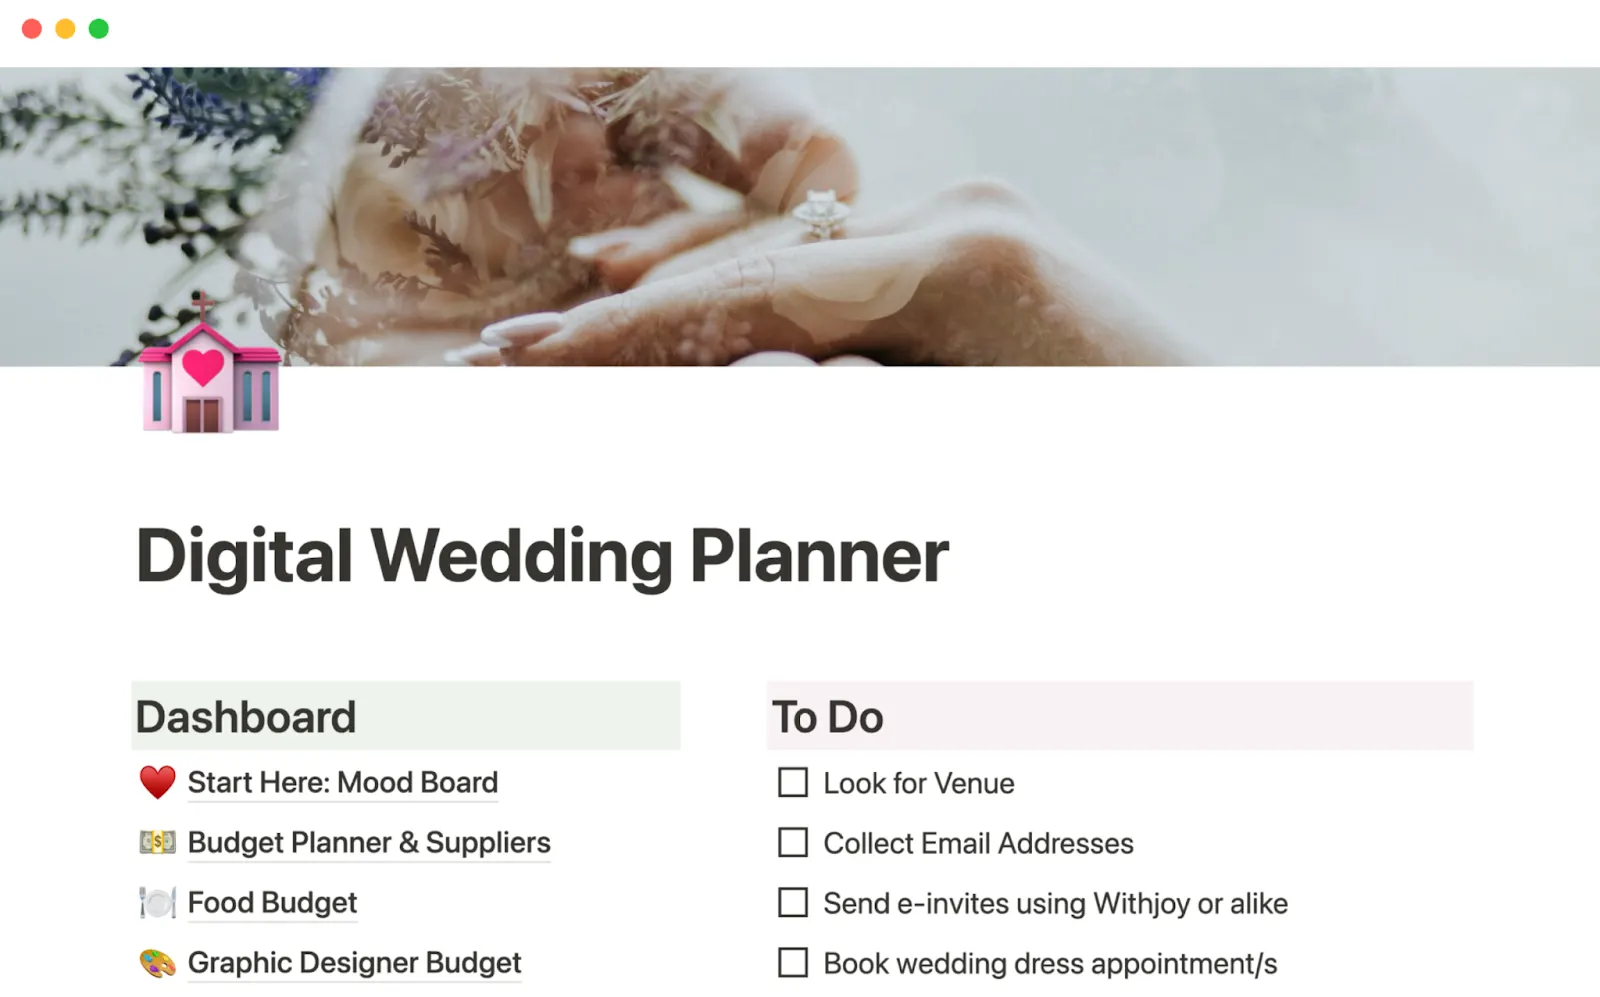 Digital Wedding Planner
Dashboard
Start Here: Mood Board
Budget Planner & Suppliers
Food Budget
Graphic Designer Budget
To Do
Look for Venue
Collect Email Addresses
Send e-invites using Withjoy or alike
Book wedding dress appointment/s